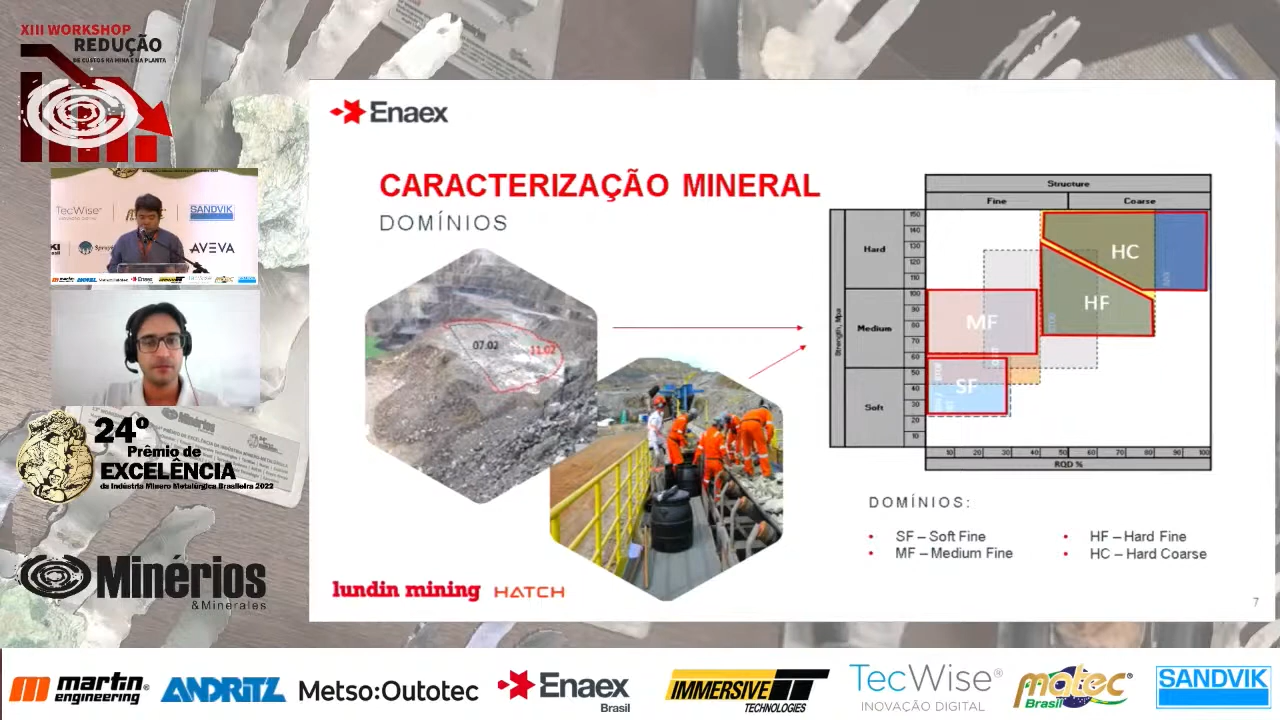 XIII WORKSHOP
REDUÇÃO
DE CUSTOS NA MINA E NA PLANTA
TecWise
SANDVIK
AVEVA
24º
Prêmio de
EXCELÊNCIA
da Indústria Minero Metalúrgica Brasileira 2022
Minérios
& Minerales
Enaex
CARACTERIZAÇÃO MINERAL
DOMÍNIOS
07.02
11.02
lundin mining
HATCH
Structure
Fine
Coarse
Strength, Mpa
Hard
Medium
Soft
150
140
130
120
110
100
90
80
70
60
50
40
30
20
10
HC
HF
MF
SF
10 20 30 40 50 60 70 80 90 100
RQD %
DOMÍNIOS:
• SF – Soft Fine
• MF – Medium Fine
• HF – Hard Fine
• HC – Hard Coarse
7
martin engineering®
ANDRITZ
Metso:Outotec
Enaex
Brasil
IMMERSIVE
TECHNOLOGIES
TecWise®
INOVAÇÃO DIGITAL
matec®
Brasil
SANDVIK